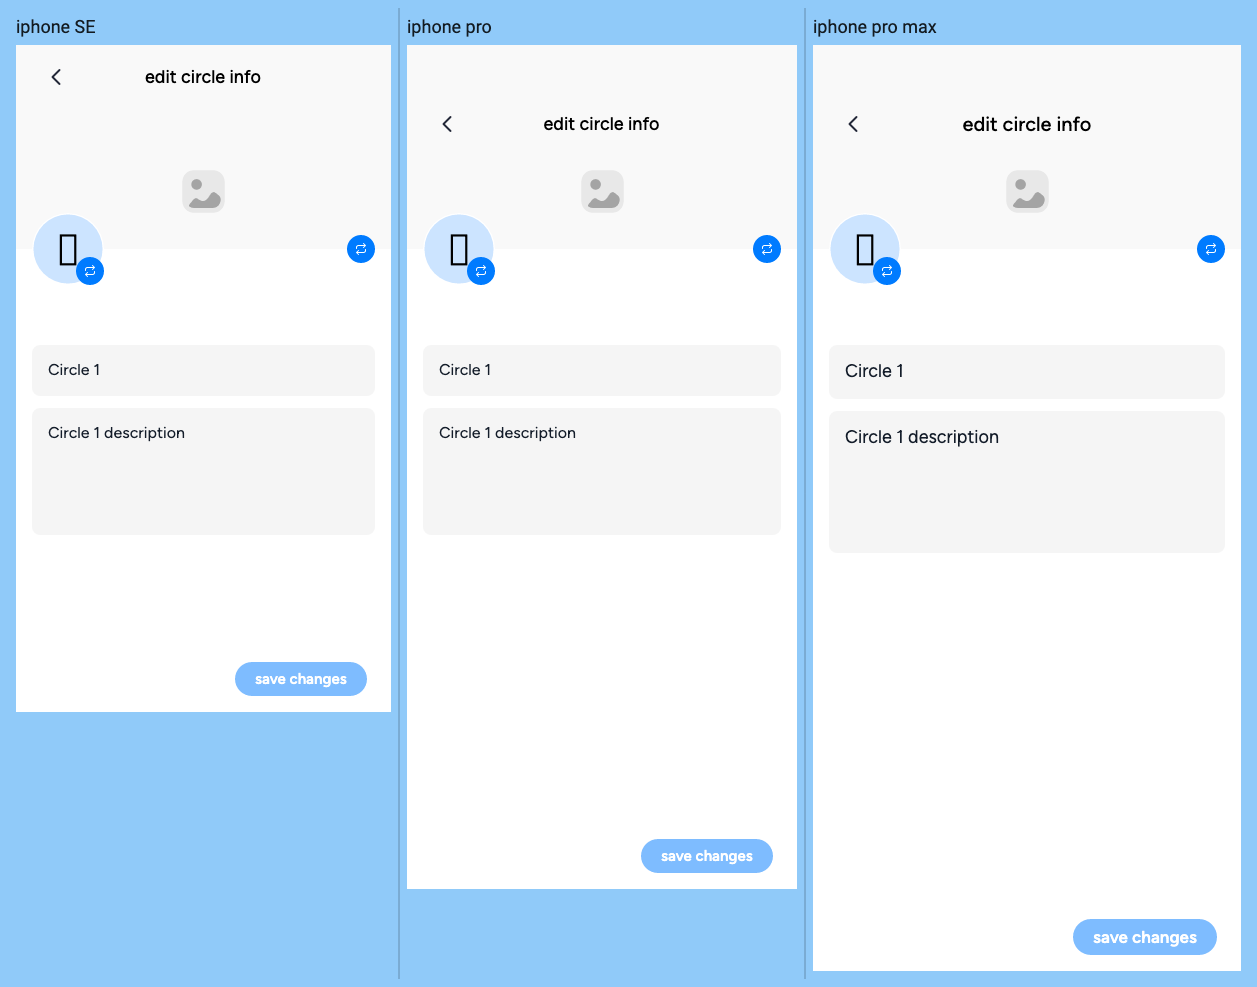 iphone SE
edit circle info
Circle 1
Circle 1 description
save changes
iphone pro
edit circle info
Circle 1
Circle 1 description
save changes
iphone pro max
edit circle info
Circle 1
Circle 1 description
save changes